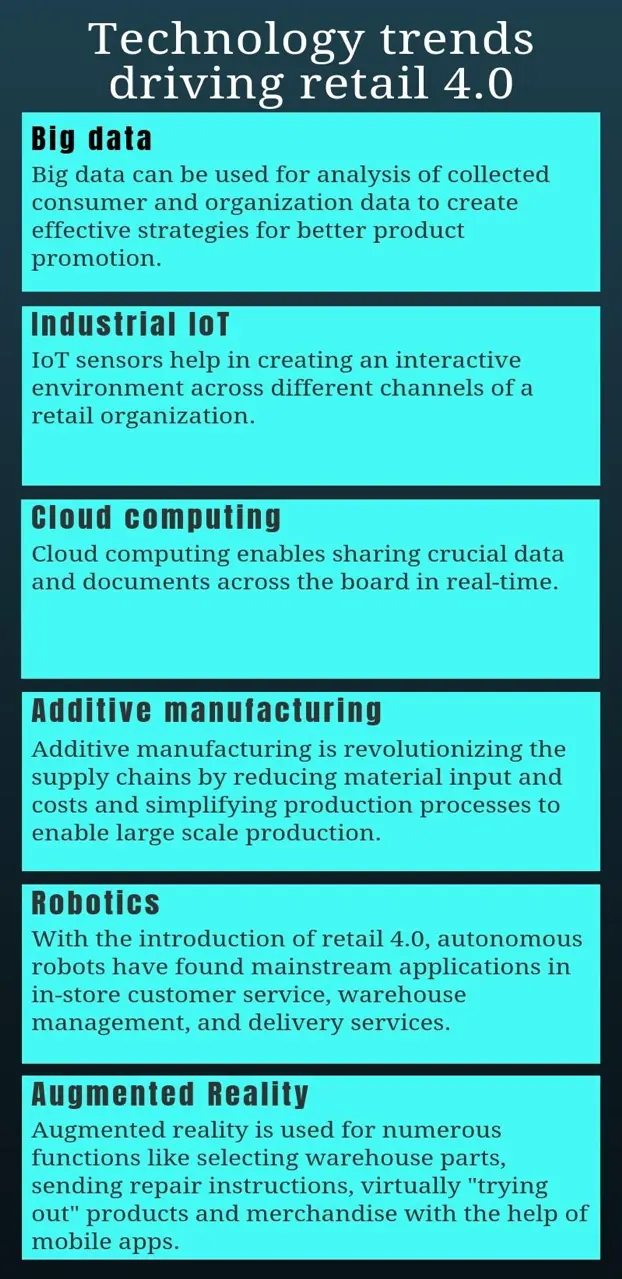 Technology trends
driving retail 4.0
Big data
Big data can be used for analysis of collected
consumer and organization data to create
effective strategies for better product
promotion.
Industrial IoT
IoT sensors help in creating an interactive
environment across different channels of a
retail organization.
Cloud computing
Cloud computing enables sharing crucial data
and documents across the board in real-time.
Additive manufacturing
Additive manufacturing is revolutionizing the
supply chains by reducing material input and
costs and simplifying production processes to
enable large scale production.
Robotics
With the introduction of retail 4.0, autonomous
robots have found mainstream applications in
in-store customer service, warehouse
management, and delivery services.
Augmented Reality
Augmented reality is used for numerous
functions like selecting warehouse parts,
sending repair instructions, virtually "trying
out" products and merchandise with the help of
mobile apps.